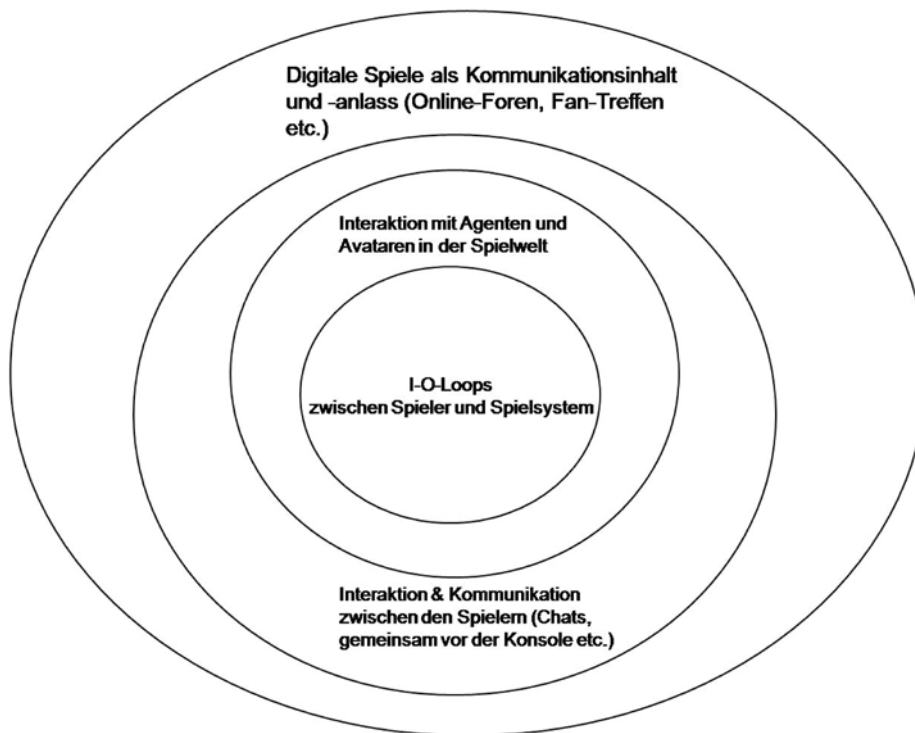 Digitale Spiele als Kommunikationsinhalt
und -anlass (Online-Foren, Fan-Treffen
etc.)
Interaktion mit Agenten und
Avataren in der Spielwelt
I-O-Loops
zwischen Spieler und Spielsystem
Interaktion & Kommunikation
zwischen den Spielern (Chats,
gemeinsam vor der Konsole etc.)